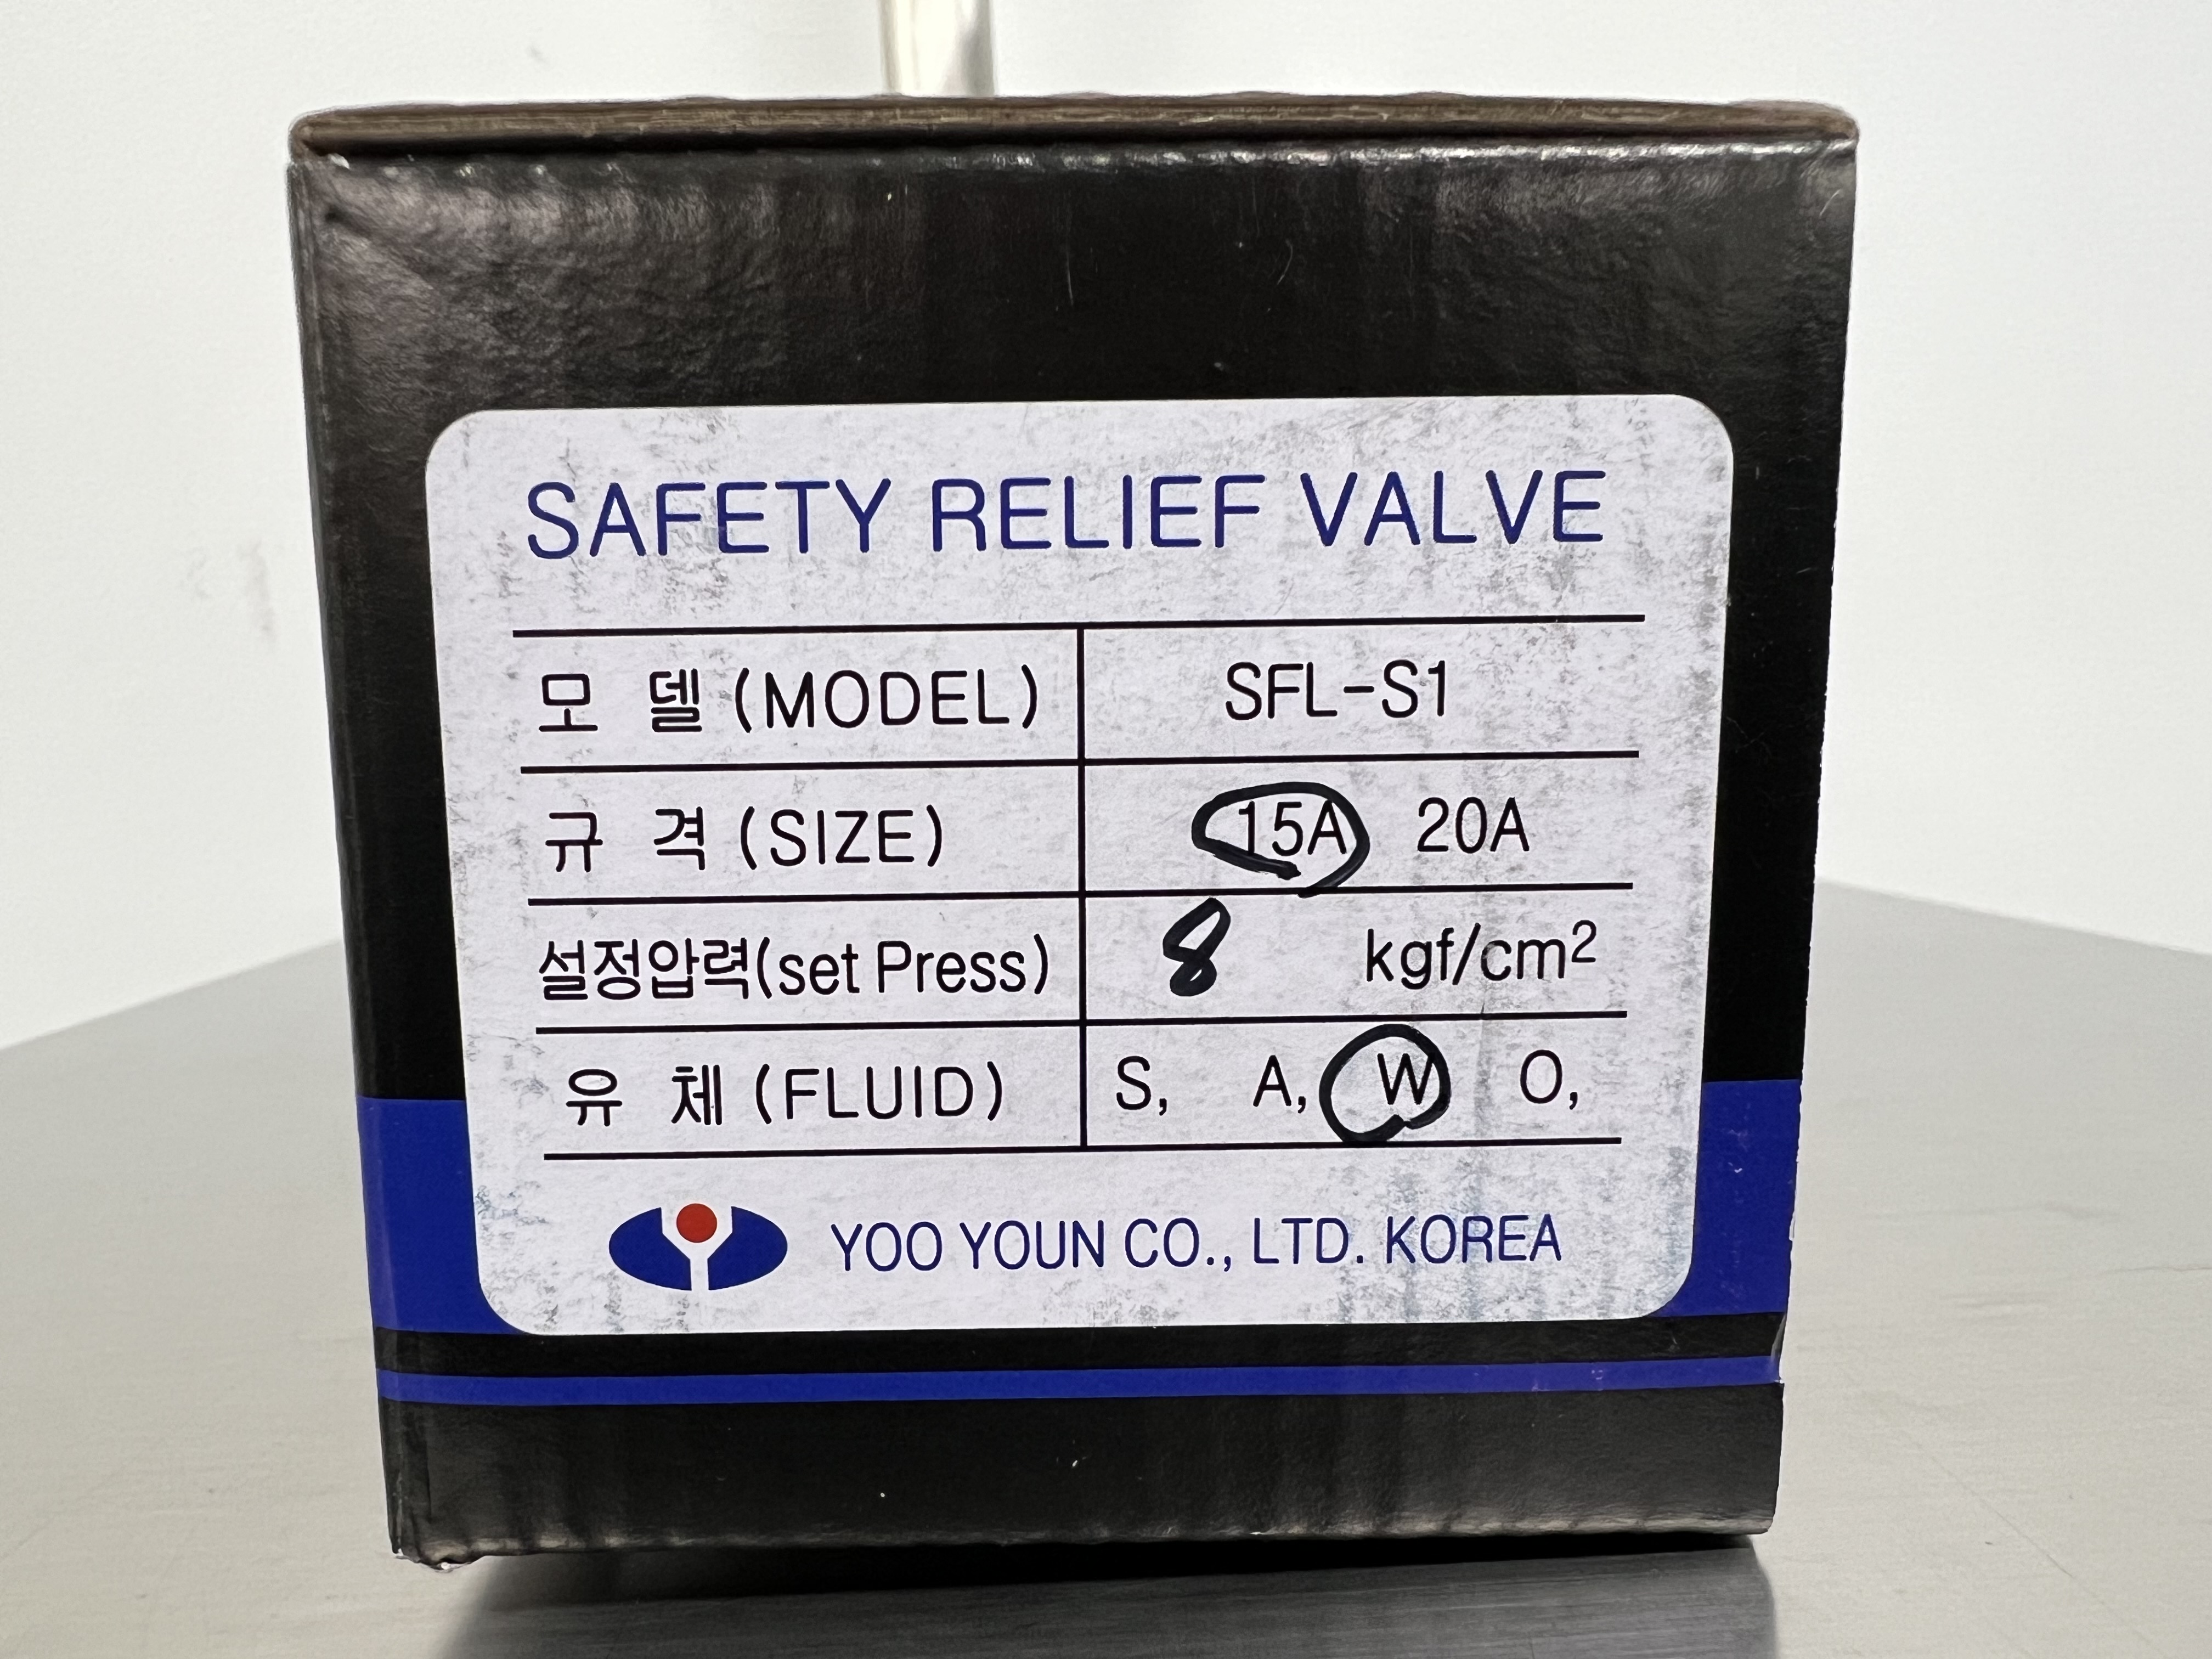 SAFETY RELIEF VALVE
모 델 (MODEL) SFL-S1
규 격 (SIZE) 15A 20A
설정압력(set Press) 8 kgf/cm²
유 체 (FLUID) S, A, W O,
YOO YOUN CO., LTD. KOREA